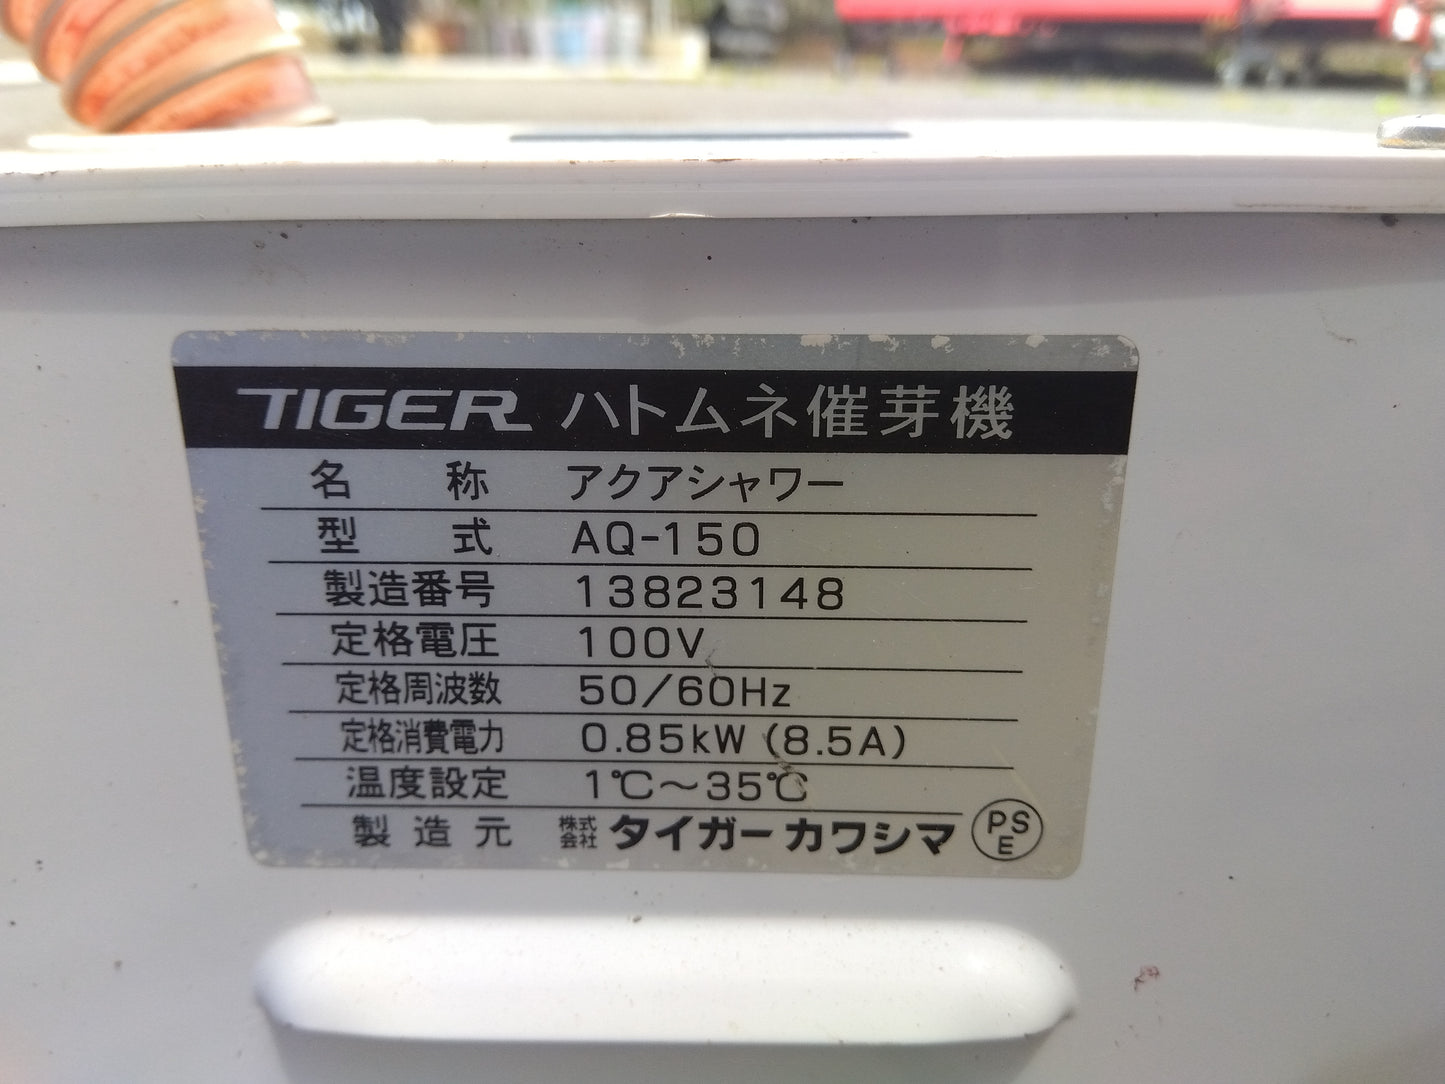 TIGER ハトムネ催芽機
名称 アクアシャワー
型式 AQ-150
製造番号 13823148
定格電圧 100V
定格周波数 50/60Hz
定格消費電力 0.85kW (8.5A)
温度設定 1℃～35℃
製造元 株式会社 タイガーカワシマ PSE